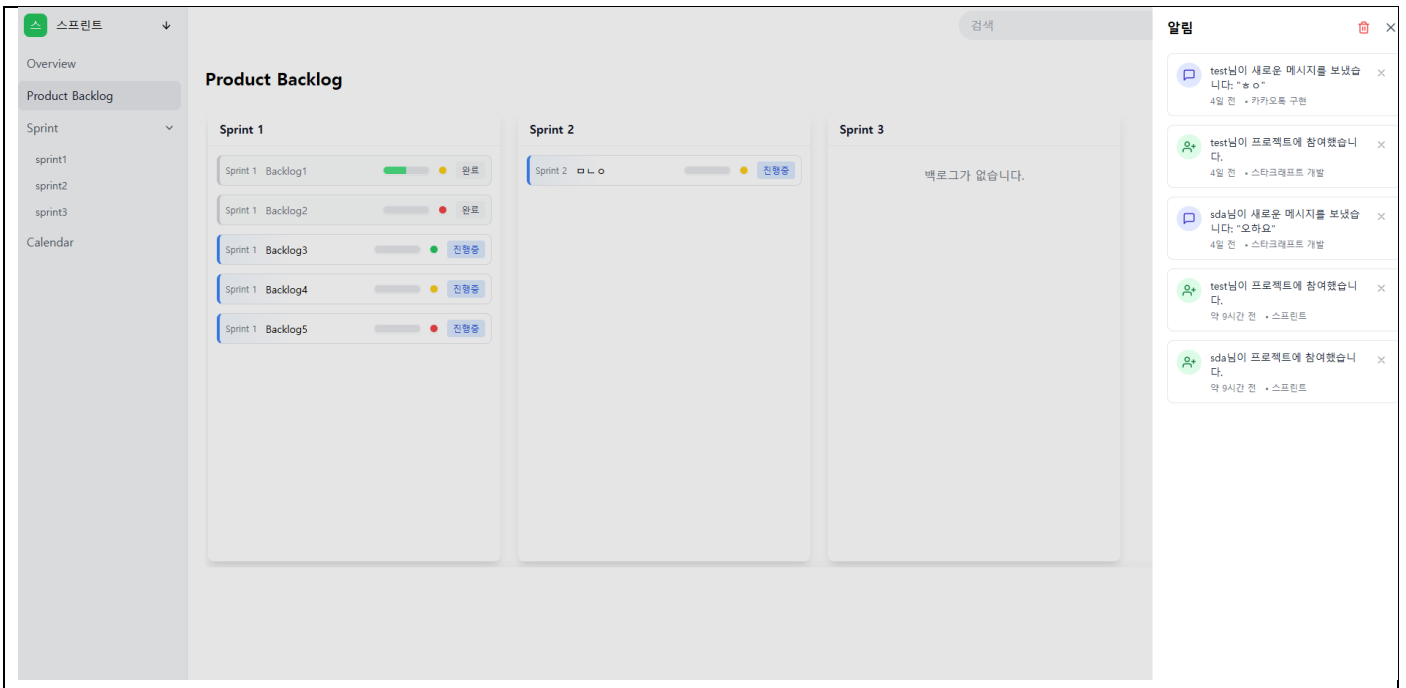 스 스프린트
검색
Overview
Product Backlog
Sprint
sprint1
sprint2
sprint3
Calendar
Product Backlog
Sprint 1
Sprint 1 Backlog1 완료
Sprint 1 Backlog2 완료
Sprint 1 Backlog3 진행중
Sprint 1 Backlog4 진행중
Sprint 1 Backlog5 진행중
Sprint 2
Sprint 2 ㅁㄴㅇ 진행중
Sprint 3
백로그가 없습니다.
알림
test님이 새로운 메시지를 보냈습
니다: "ㅎㅇ"
4일 전 • 카카오톡 구현
test님이 프로젝트에 참여했습니
다.
4일 전 • 스타크래프트 개발
sda님이 새로운 메시지를 보냈습
니다: "오하요"
4일 전 • 스타크래프트 개발
test님이 프로젝트에 참여했습니
다.
약 9시간 전 • 스프린트
sda님이 프로젝트에 참여했습니
다.
약 9시간 전 • 스프린트